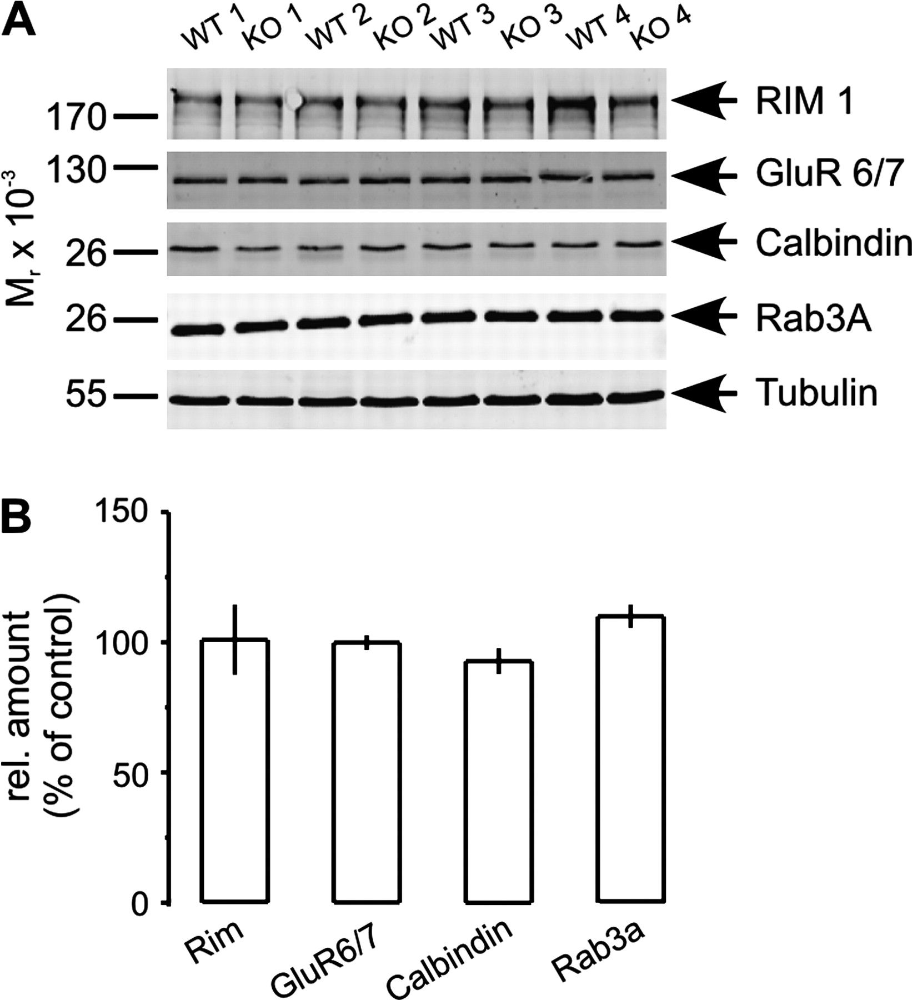 A
WT 1 KO 1 WT 2 KO 2 WT 3 KO 3 WT 4 KO 4
Mr x 10-3
170
RIM 1
130
GluR 6/7
26
Calbindin
26
Rab3A
55
Tubulin
B
rel. amount
(% of control)
150
100
50
0
Rim GluR6/7 Calbindin Rab3a